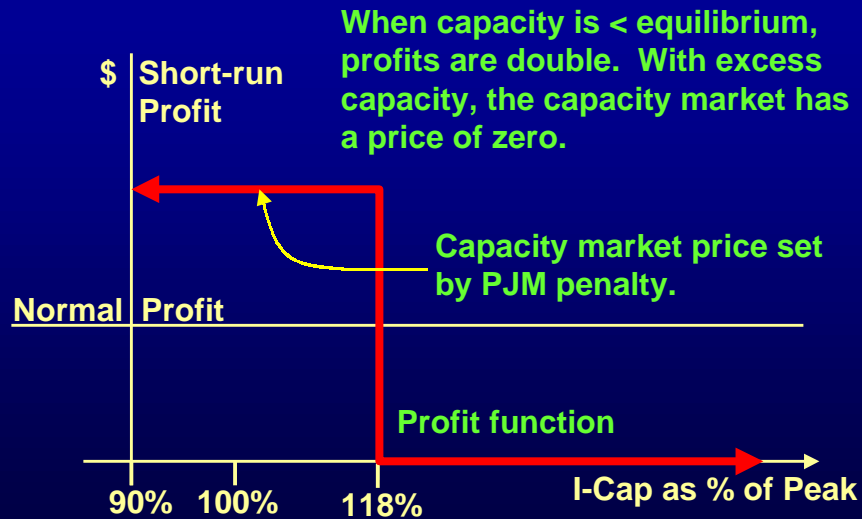 When capacity is < equilibrium,
profits are double. With excess
capacity, the capacity market has
a price of zero.
$ Short-run
Profit
Capacity market price set
by PJM penalty.
Normal Profit
Profit function
90% 100% 118% I-Cap as % of Peak